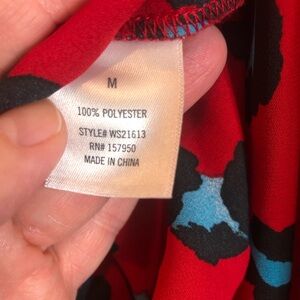 M
100% POLYESTER
STYLE# WS21613
RN# 157950
MADE IN CHINA